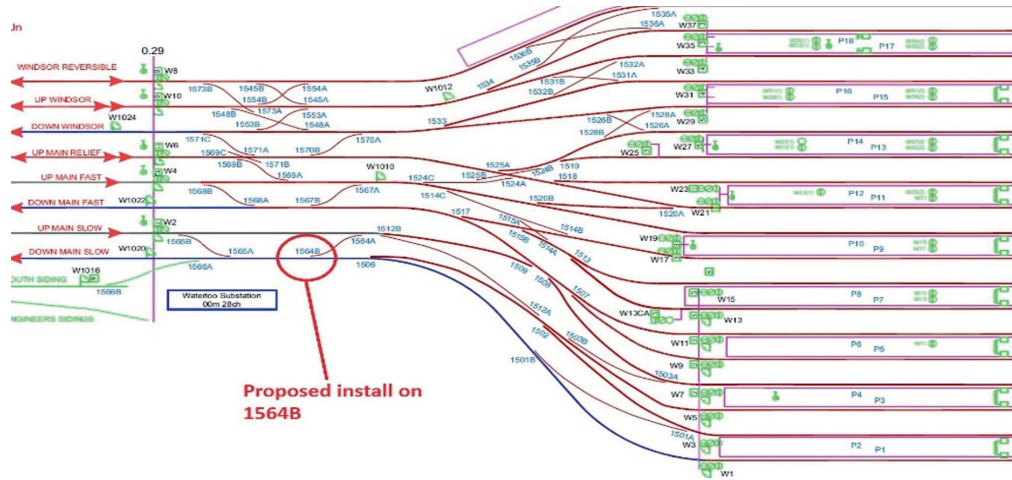 Jn
0.29
WINDSOR REVERSIBLE
UP WINDSOR
DOWN WINDSOR
UP MAIN RELIEF
UP MAIN FAST
DOWN MAIN FAST
UP MAIN SLOW
DOWN MAIN SLOW
OUTH SIDING
ENGINEERS SIDINGS
W8
W10
W1024
W6
W4
W1022
W2
W1020
W1016
W1012
W1010
1573B
1545B
1554A
1554B
1545A
1548B
1573A
1553A
1553B
1548A
1571C
1571A
1570B
1570A
1569C
1569B
1571B
1569A
1568B
1568A
1567B
1567A
1565B
1565A
1564B
1564A
1512B
1566A
1566B
1506
Waterloo Substation
00m 28ch
Proposed install on
1564B
1535A
1536A
1536B
1535B
1534
1532A
1531A
1531B
1532B
1533
1526B
1528B
1528A
1526A
1525A
1525B
1524B
1519
1518
1524C
1524A
1514C
1520B
1520A
1517
1515A
1515B
1514B
1514A
1513
1509
1508
1507
1512A
1502
1503B
1503A
1501B
1501A
W37
W35
P18
P17
W33
W31
P16
P15
W29
W27
W25
P14
P13
W23
P12
P11
W21
W19
P10
P9
W17
W15
P8
P7
W13CA
W13
W11
P6
P5
W9
W7
P4
P3
W5
W3
P2
P1
W1